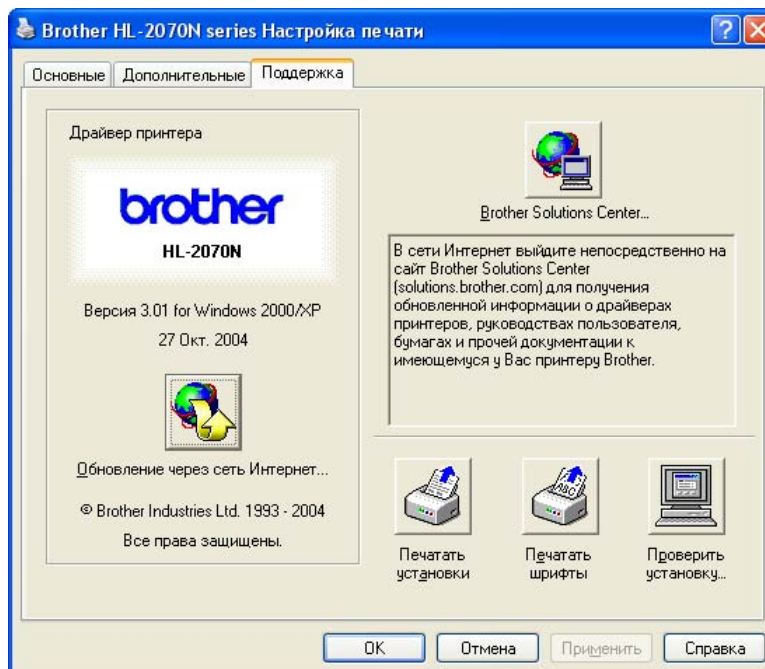 Brother HL-2070N series Настройка печати
Основные
Дополнительные
Поддержка
Драйвер принтера
brother
HL-2070N
Версия 3.01 for Windows 2000/XP
27 Окт. 2004
Обновление через сеть Интернет...
© Brother Industries Ltd. 1993 - 2004
Все права защищены.
Brother Solutions Center...
В сети Интернет выйдите непосредственно на
сайт Brother Solutions Center
(solutions.brother.com) для получения
обновленной информации о драйверах
принтеров, руководствах пользователя,
бумагах и прочей документации к
имеющемуся у Вас принтеру Brother.
Печатать
установки
ABC
Печатать
шрифты
Проверить
установку...
OK
Отмена
Применить
Справка